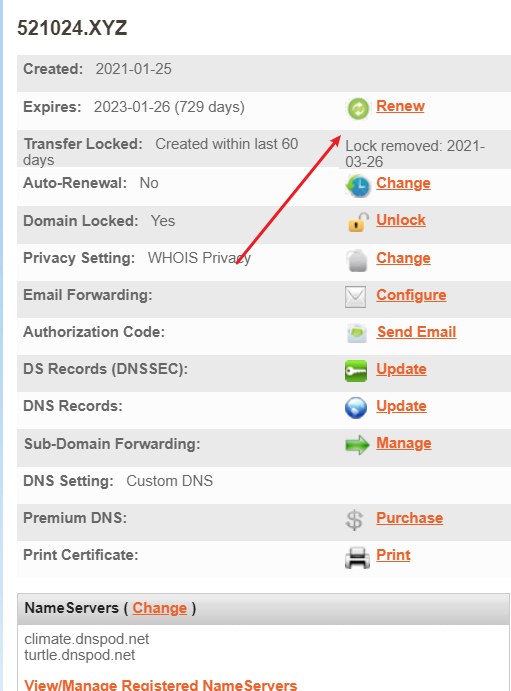 521024.XYZ
Created: 2021-01-25
Expires: 2023-01-26 (729 days) Renew
Transfer Locked: Created within last 60 days Lock removed: 2021-03-26
Auto-Renewal: No Change
Domain Locked: Yes Unlock
Privacy Setting: WHOIS Privacy Change
Email Forwarding: Configure
Authorization Code: Send Email
DS Records (DNSSEC): Update
DNS Records: Update
Sub-Domain Forwarding: Manage
DNS Setting: Custom DNS
Premium DNS: Purchase
Print Certificate: Print
NameServers ( Change )
climate.dnspod.net
turtle.dnspod.net
View/Manage Registered NameServers